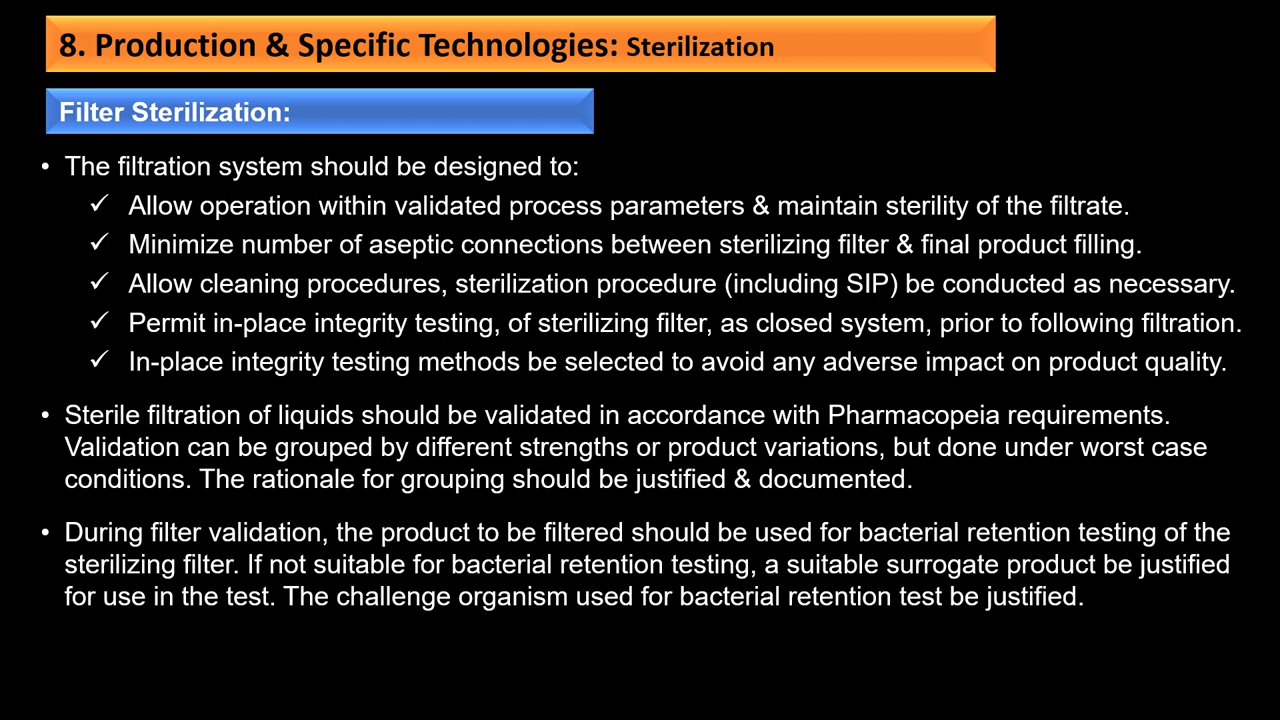 8. Production & Specific Technologies: Sterilization
Filter Sterilization:
• The filtration system should be designed to:
✓ Allow operation within validated process parameters & maintain sterility of the filtrate.
✓ Minimize number of aseptic connections between sterilizing filter & final product filling.
✓ Allow cleaning procedures, sterilization procedure (including SIP) be conducted as necessary.
✓ Permit in-place integrity testing, of sterilizing filter, as closed system, prior to following filtration.
✓ In-place integrity testing methods be selected to avoid any adverse impact on product quality.
• Sterile filtration of liquids should be validated in accordance with Pharmacopeia requirements.
Validation can be grouped by different strengths or product variations, but done under worst case
conditions. The rationale for grouping should be justified & documented.
• During filter validation, the product to be filtered should be used for bacterial retention testing of the
sterilizing filter. If not suitable for bacterial retention testing, a suitable surrogate product be justified
for use in the test. The challenge organism used for bacterial retention test be justified.